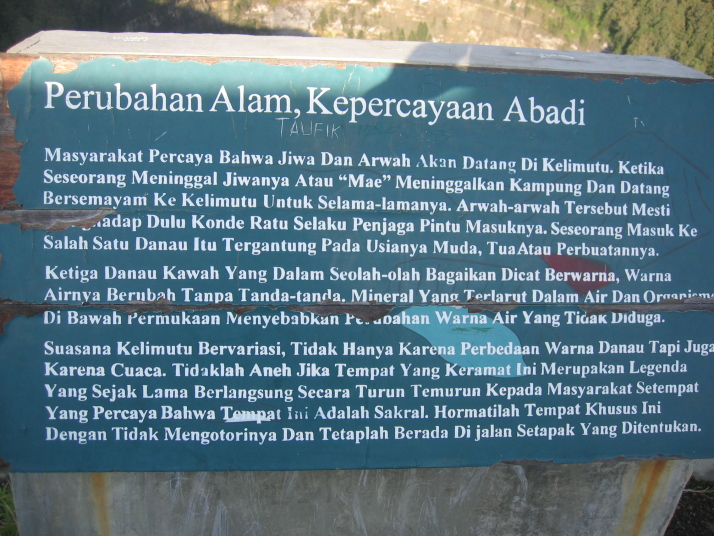 Perubahan Alam, Kepercayaan Abadi
TAUFIK
Masyarakat Percaya Bahwa Jiwa Dan Arwah Akan Datang Di Kelimutu. Ketika
Seseorang Meninggal Jiwanya Atau “Mae” Meninggalkan Kampung Dan Datang
Bersemayam Ke Kelimutu Untuk Selama-lamanya. Arwah-arwah Tersebut Mesti
Dulu Konde Ratu Selaku Penjaga Pintu Masuknya. Seseorang Masuk Ke
Salah Satu Danau Itu Tergantung Pada Usianya Muda, Tua Atau Perbuatannya.
Ketiga Danau Kawah Yang Dalam Seolah-olah Bagaikan Dicat Berwarna, Warna
Airnya Berubah Tanpa Tanda-tanda. Mineral Yang Terlarut Dalam Air Dan Organisme
Di Bawah Permukaan Menyebabkan Perubahan Warna Air Yang Tidak Diduga.
Suasana Kelimutu Bervariasi, Tidak Hanya Karena Perbedaan Warna Danau Tapi Juga
Karena Cuaca. Tidaklah Aneh Jika Tempat Yang Keramat Ini Merupakan Legenda
Yang Sejak Lama Berlangsung Secara Turun Temurun Kepada Masyarakat Setempat
Yang Percaya Bahwa Tempat Ini Adalah Sakral. Hormatilah Tempat Khusus Ini
Dengan Tidak Mengotorinya Dan Tetaplah Berada Di jalan Setapak Yang Ditentukan.